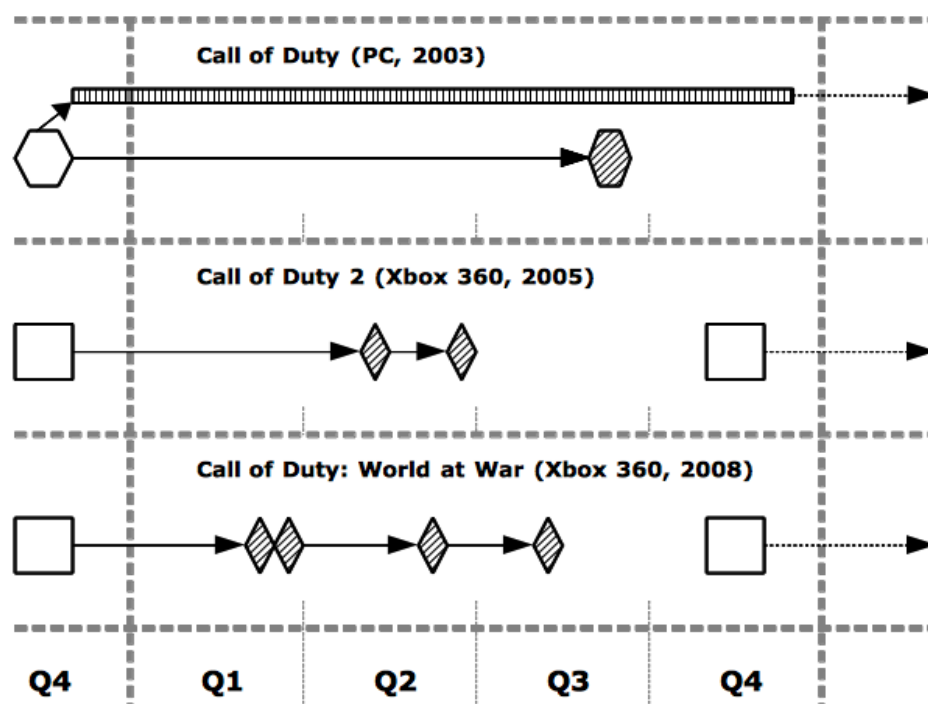 Call of Duty (PC, 2003)
Call of Duty 2 (Xbox 360, 2005)
Call of Duty: World at War (Xbox 360, 2008)
Q4 Q1 Q2 Q3 Q4